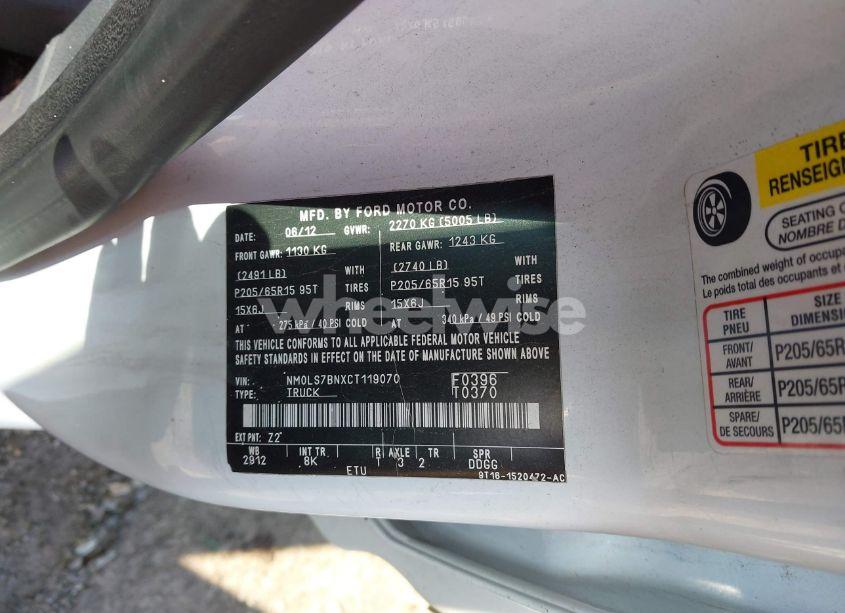 MFD. BY FORD MOTOR CO.
DATE: 06/12 GVWR: 2270 KG (5005 LB)
FRONT GAWR: 1130 KG REAR GAWR: 1243 KG
(2491 LB) WITH (2740 LB) WITH
P205/65R15 95T TIRES P205/65R15 95T TIRES
15X6J RIMS 15X6J RIMS
AT 275 kPa / 40 PSI COLD AT 340 kPa / 49 PSI COLD
THIS VEHICLE CONFORMS TO ALL APPLICABLE FEDERAL MOTOR VEHICLE
SAFETY STANDARDS IN EFFECT ON THE DATE OF MANUFACTURE SHOWN ABOVE
VIN: NM0LS7BNXCT119070 F0396
TYPE: TRUCK T0370
EXT PNT: Z2
WB INT TR R AXLE TR SPR
2912 8K 3 2 DDGG
ETU 9T16-1520472-AC
wheelwise
TIRE
RENSEIGNEM
SEATING
NOMBRE D
The combined weight of occupa
Le poids total des occupants et
TIRE SIZE
PNEU DIMENSION
FRONT/ P205/65R
AVANT
REAR/ P205/65R
ARRIÈRE
SPARE/ P205/65R
DE SECOURS